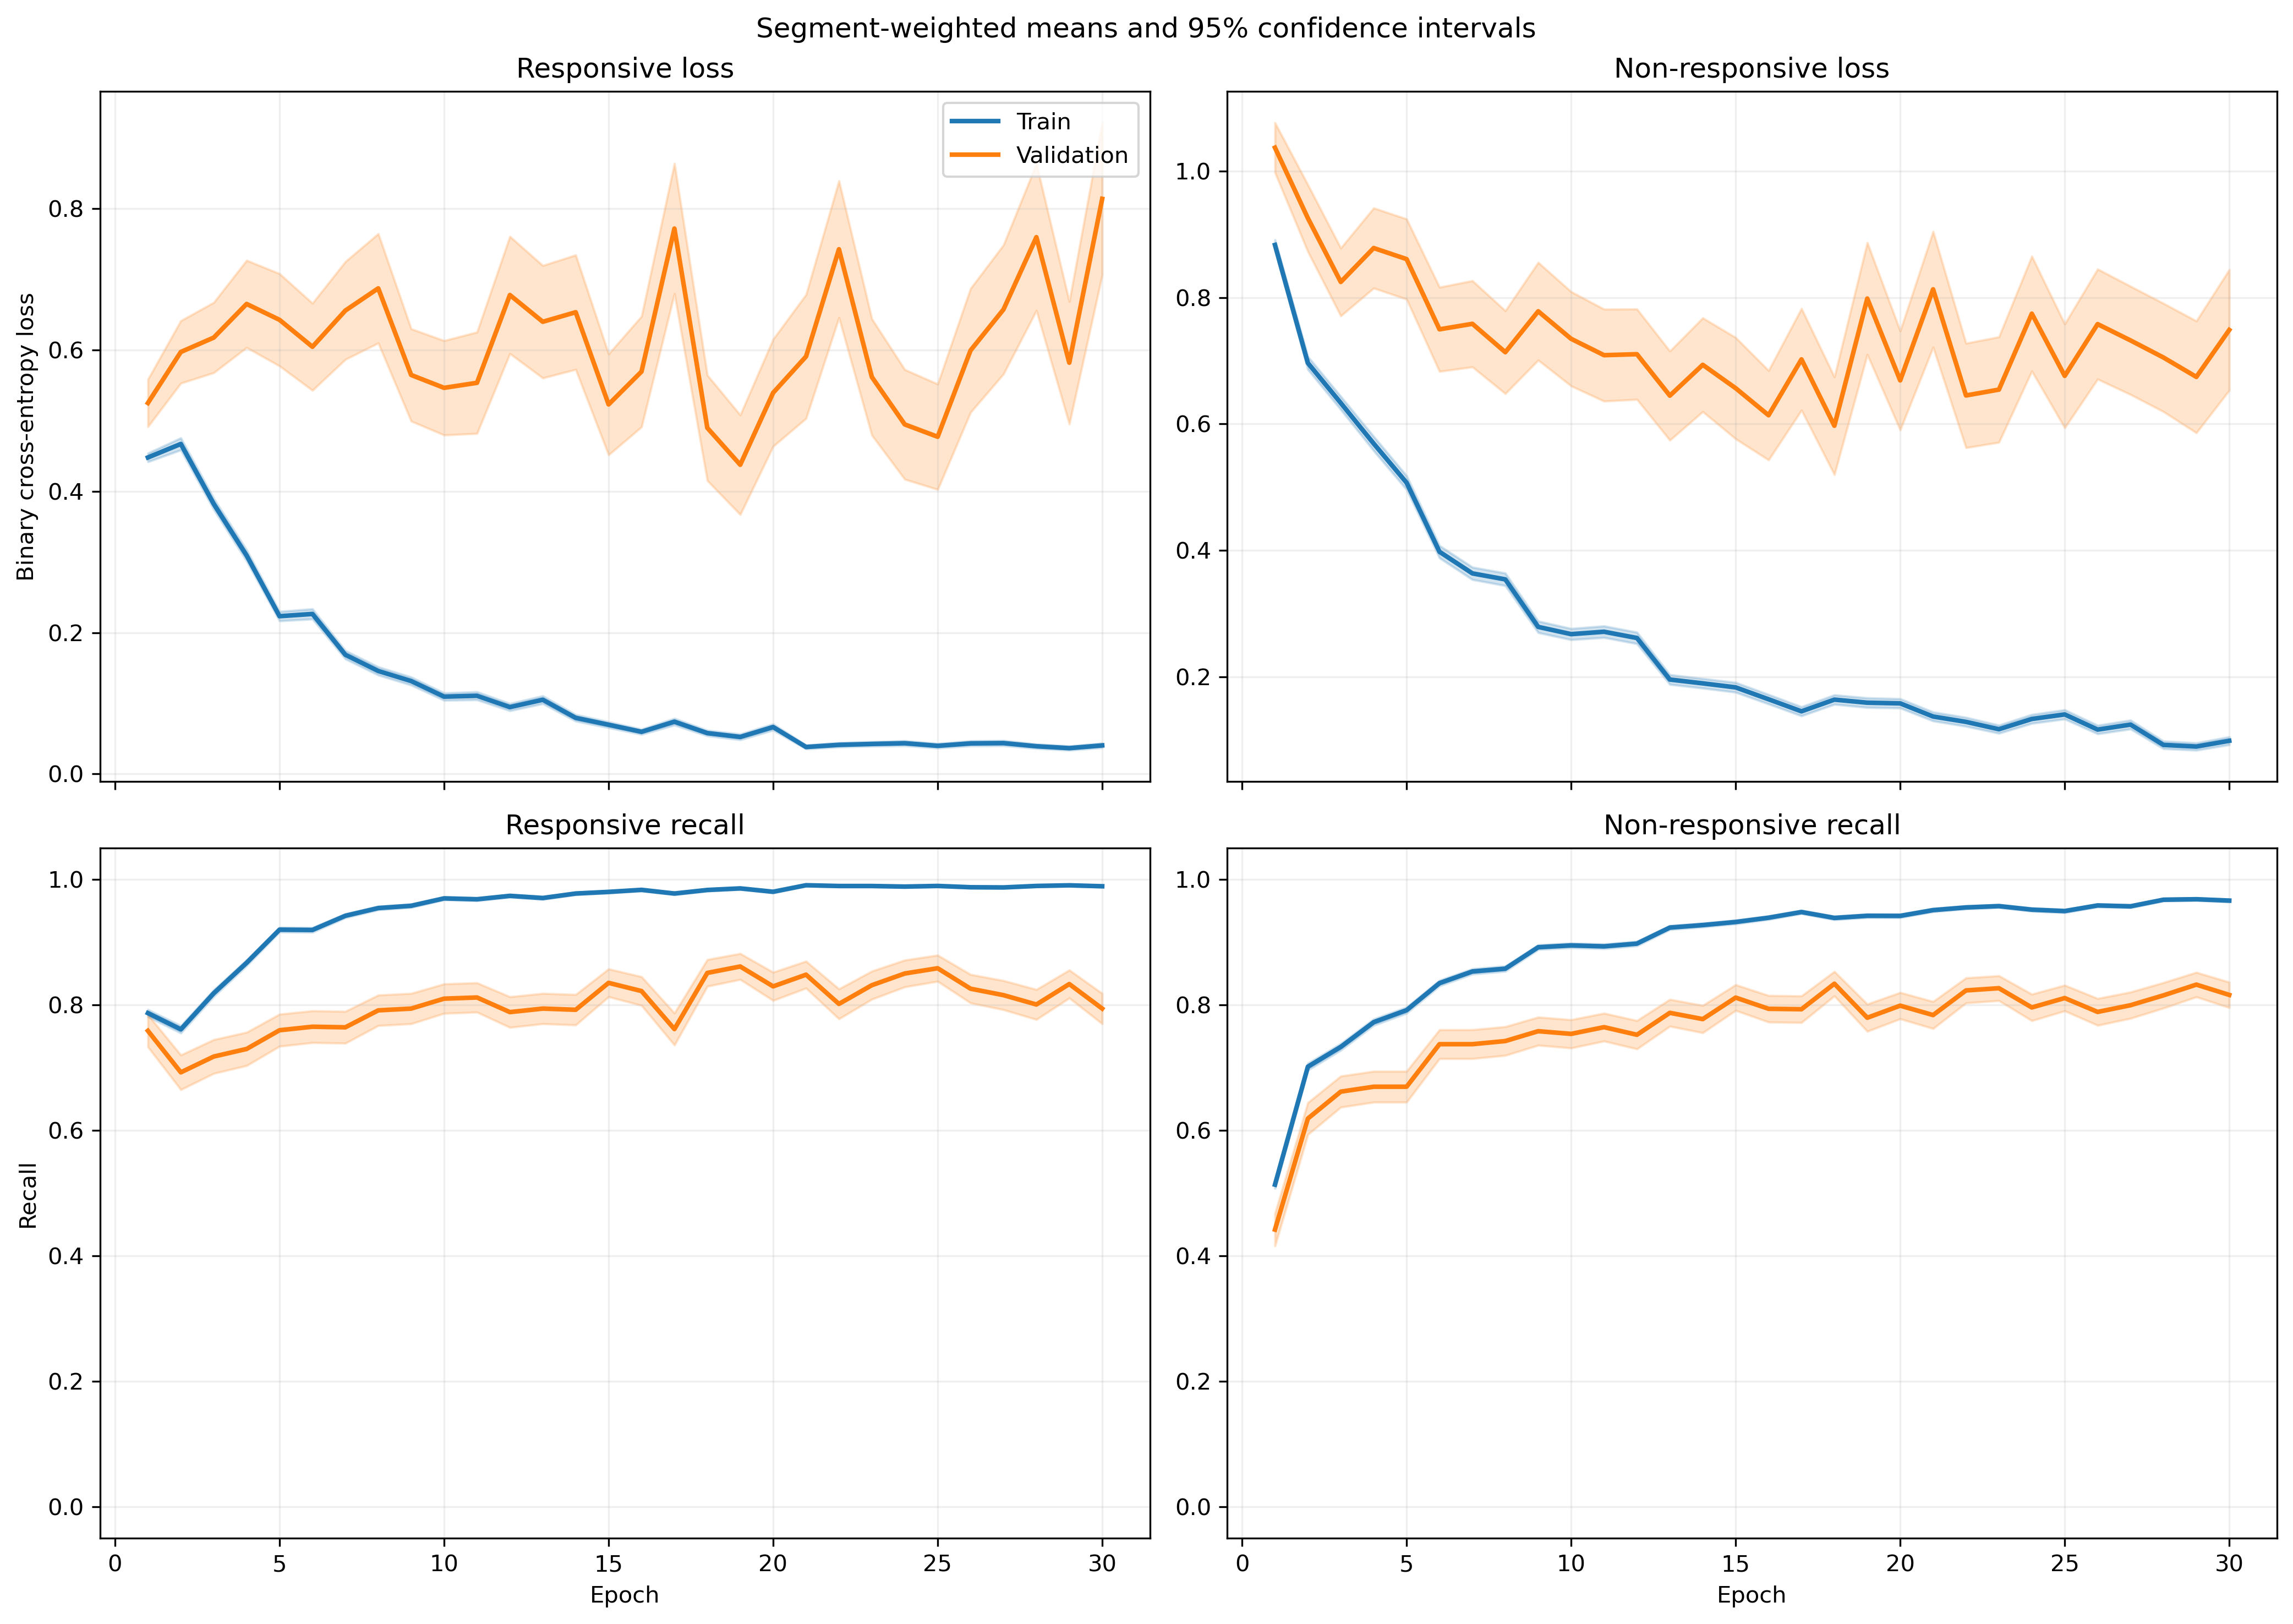 Segment-weighted means and 95% confidence intervals
Responsive loss
Non-responsive loss
Train
Validation
Binary cross-entropy loss
0.8
0.6
0.4
0.2
0.0
1.0
0.8
0.6
0.4
0.2
Responsive recall
Non-responsive recall
Recall
1.0
0.8
0.6
0.4
0.2
0.0
0 5 10 15 20 25 30
Epoch
1.0
0.8
0.6
0.4
0.2
0.0
0 5 10 15 20 25 30
Epoch